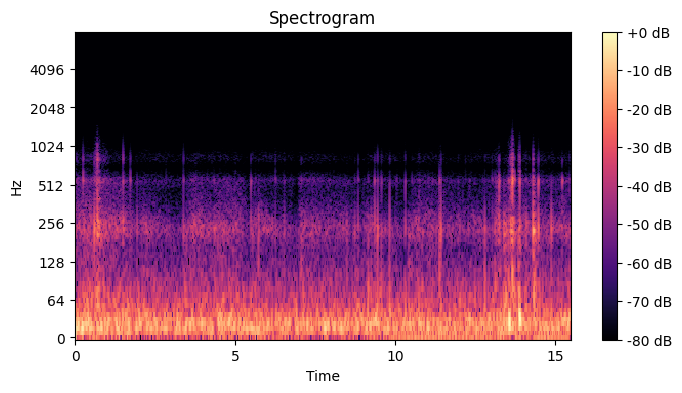 Spectrogram
+0 dB
4096
-10 dB
2048
-20 dB
1024
-30 dB
512
-40 dB
Hz
256
-50 dB
128
-60 dB
64
-70 dB
0
-80 dB
0
5
10
15
Time